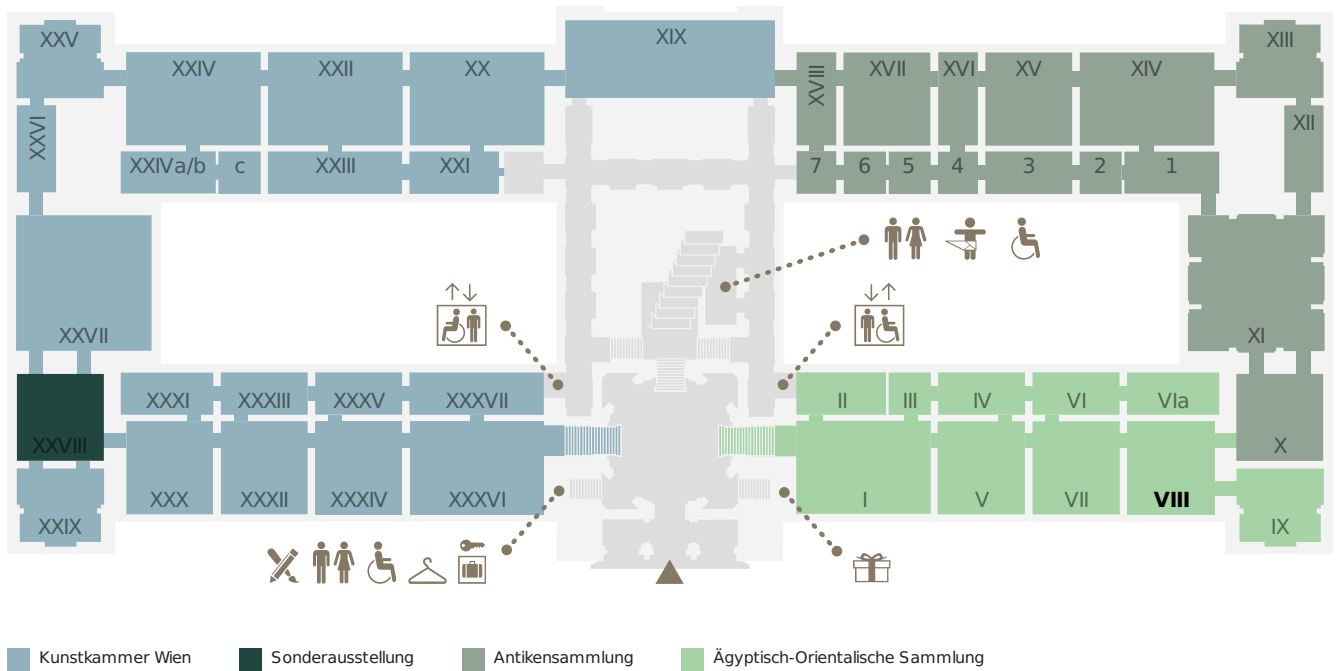 XIX
XXV
XIII
XXIV
XXII
XX
XVIII
XVII
XVI
XV
XIV
XXVI
XII
XXIVa/b
c
XXIII
XXI
7
6
5
4
3
2
1
XXVII
XI
XXXI
XXXIII
XXXV
XXXVII
II
III
IV
VI
VIa
XXVIII
X
XXX
XXXII
XXXIV
XXXVI
I
V
VII
VIII
XXIX
IX
Kunstkammer Wien
Sonderausstellung
Antikensammlung
Ägyptisch-Orientalische Sammlung